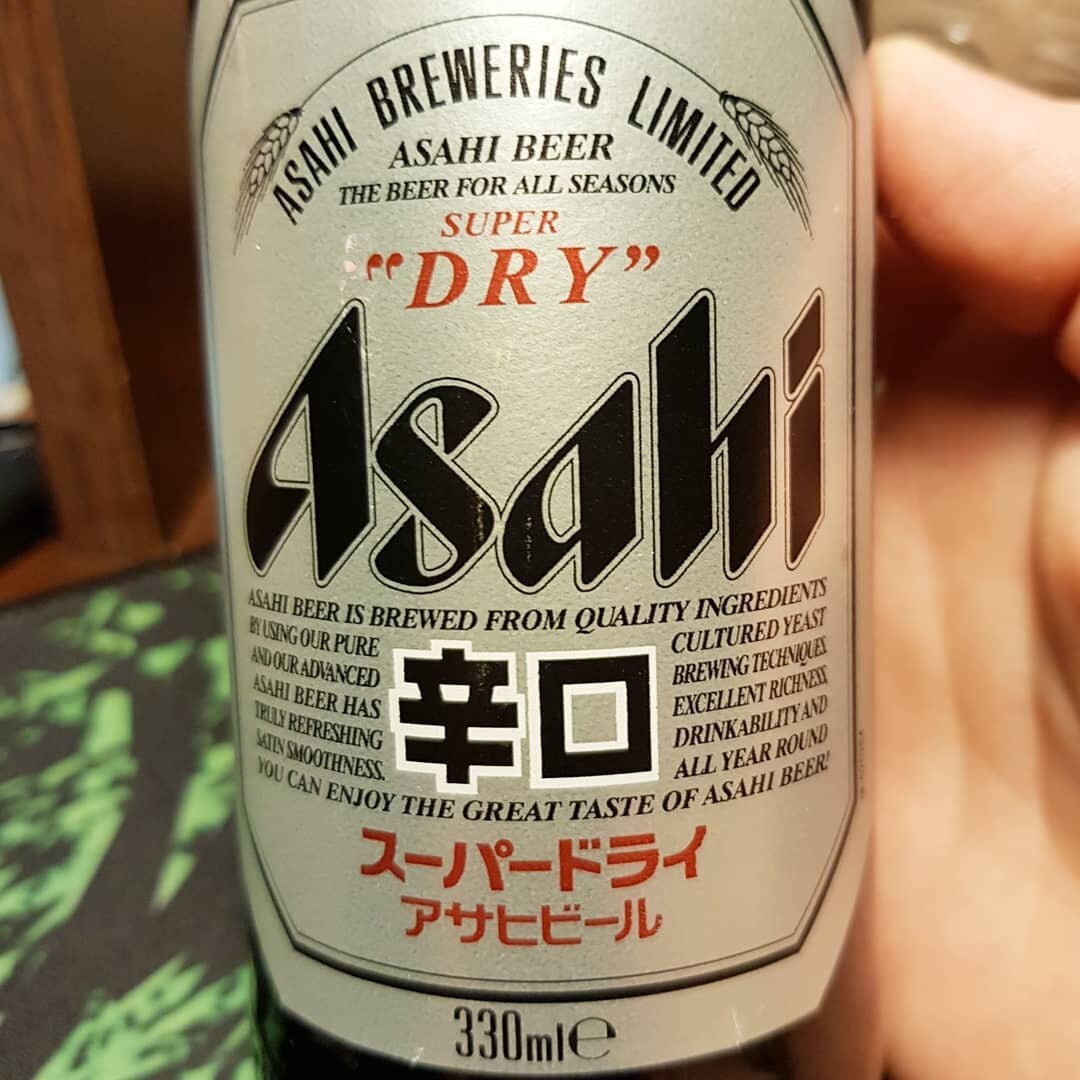 ASAHI BREWERIES LIMITED
ASAHI BEER
THE BEER FOR ALL SEASONS
SUPER
"DRY"
Asahi
ASAHI BEER IS BREWED FROM QUALITY INGREDIENTS
BY USING OUR PURE CULTURED YEAST
AND OUR ADVANCED BREWING TECHNIQUES.
ASAHI BEER HAS EXCELLENT RICHNESS,
TRULY REFRESHING DRINKABILITY AND
SATIN SMOOTHNESS. ALL YEAR ROUND
辛口
YOU CAN ENJOY THE GREAT TASTE OF ASAHI BEER!
スーパードライ
アサヒビール
330ml℮